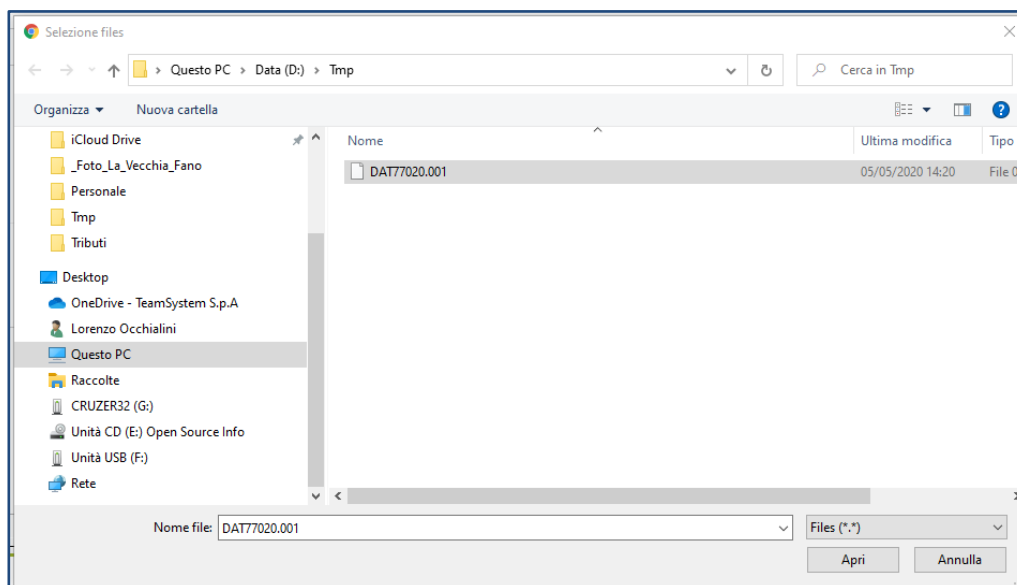 Selezione files
Questo PC › Data (D:) › Tmp
Cerca in Tmp
Organizza
Nuova cartella
iCloud Drive
_Foto_La_Vecchia_Fano
Personale
Tmp
Tributi
Desktop
OneDrive - TeamSystem S.p.A
Lorenzo Occhialini
Questo PC
Raccolte
CRUZER32 (G:)
Unità CD (E:) Open Source Info
Unità USB (F:)
Rete
Nome
Ultima modifica
Tipo
DAT77020.001
05/05/2020 14:20
File 0
Nome file:
DAT77020.001
Files (*.*)
Apri
Annulla